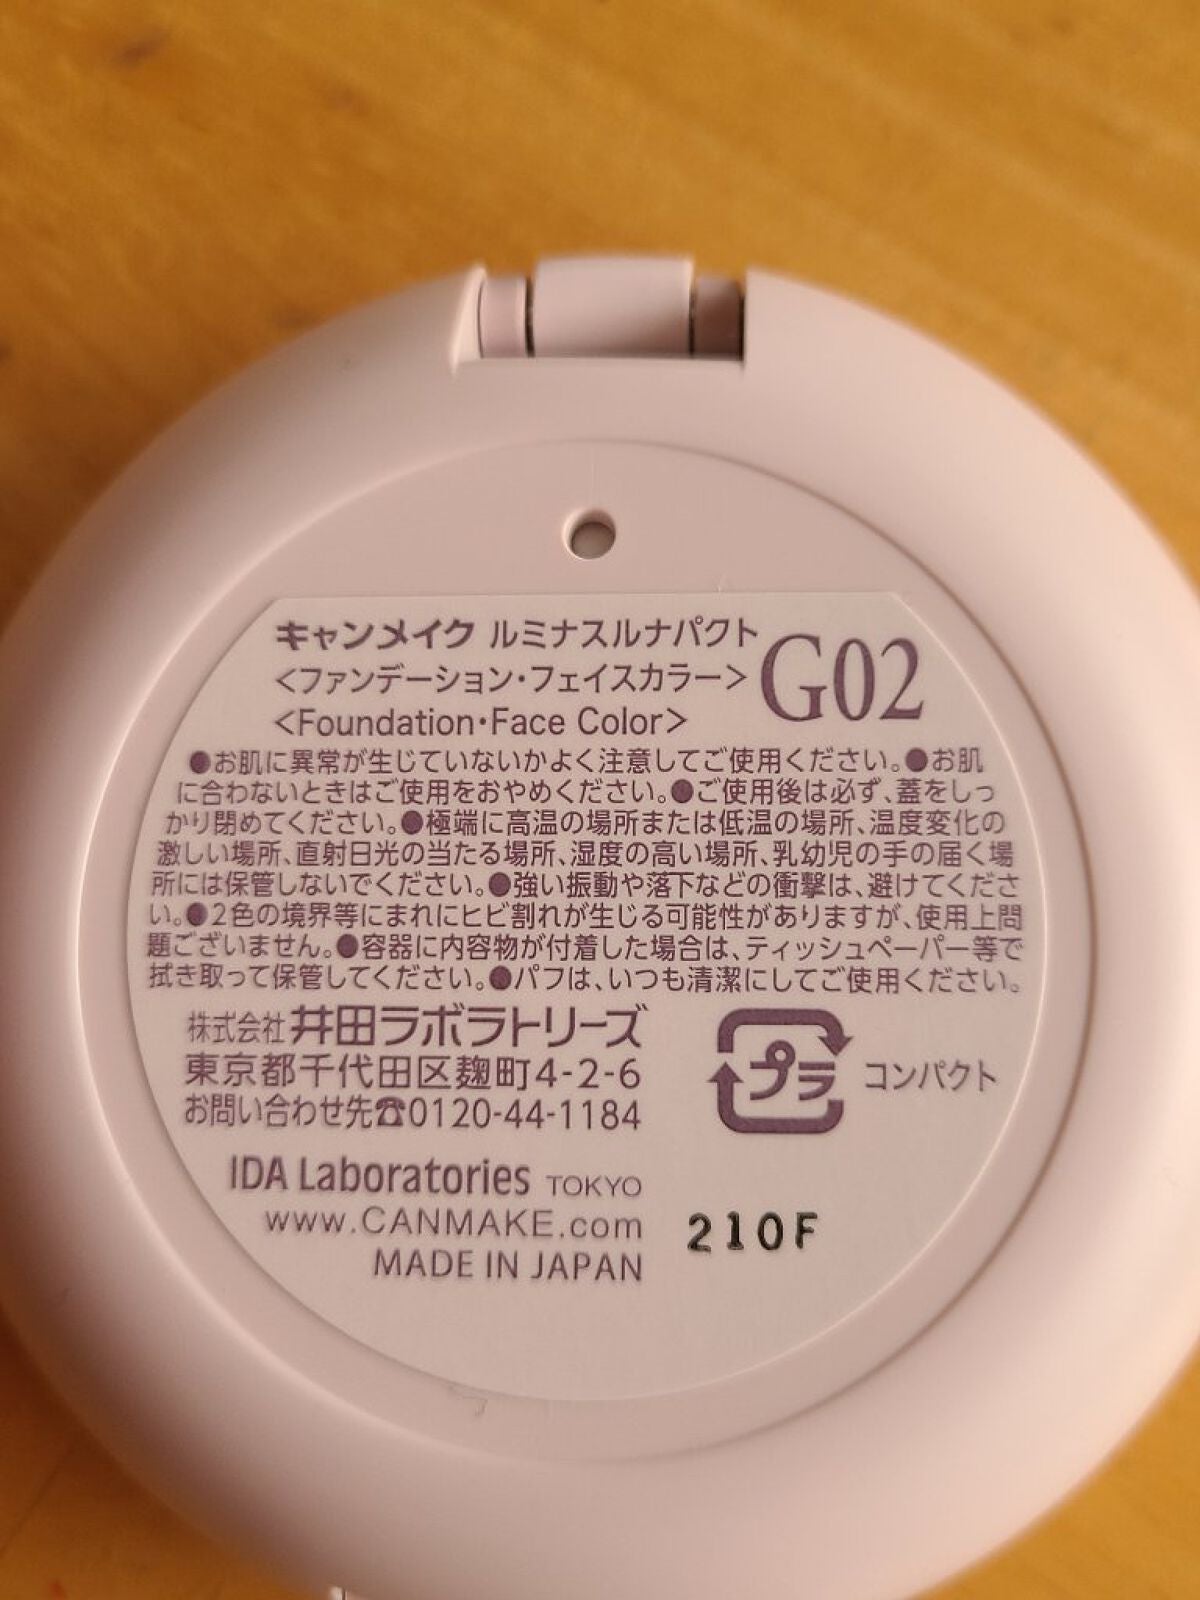 キャンメイク ルミナスルナパクト
<ファンデーション・フェイスカラー>
<Foundation・Face Color>
G02
●お肌に異常が生じていないかよく注意してご使用ください。●お肌
に合わないときはご使用をおやめください。●ご使用後は必ず、蓋をしっ
かり閉めてください。●極端に高温の場所または低温の場所、温度変化の
激しい場所、直射日光の当たる場所、湿度の高い場所、乳幼児の手の届く場
所には保管しないでください。●強い振動や落下などの衝撃は、避けてくださ
い。●2色の境界等にまれにヒビ割れが生じる可能性がありますが、使用上問
題ございません。●容器に内容物が付着した場合は、ティッシュペーパー等で
拭き取って保管してください。●パフは、いつも清潔にしてご使用ください。
株式会社 井田ラボラトリーズ
東京都千代田区麹町4-2-6
お問い合わせ先☎0120-44-1184
プラ コンパクト
IDA Laboratories TOKYO
www.CANMAKE.com
MADE IN JAPAN
210F